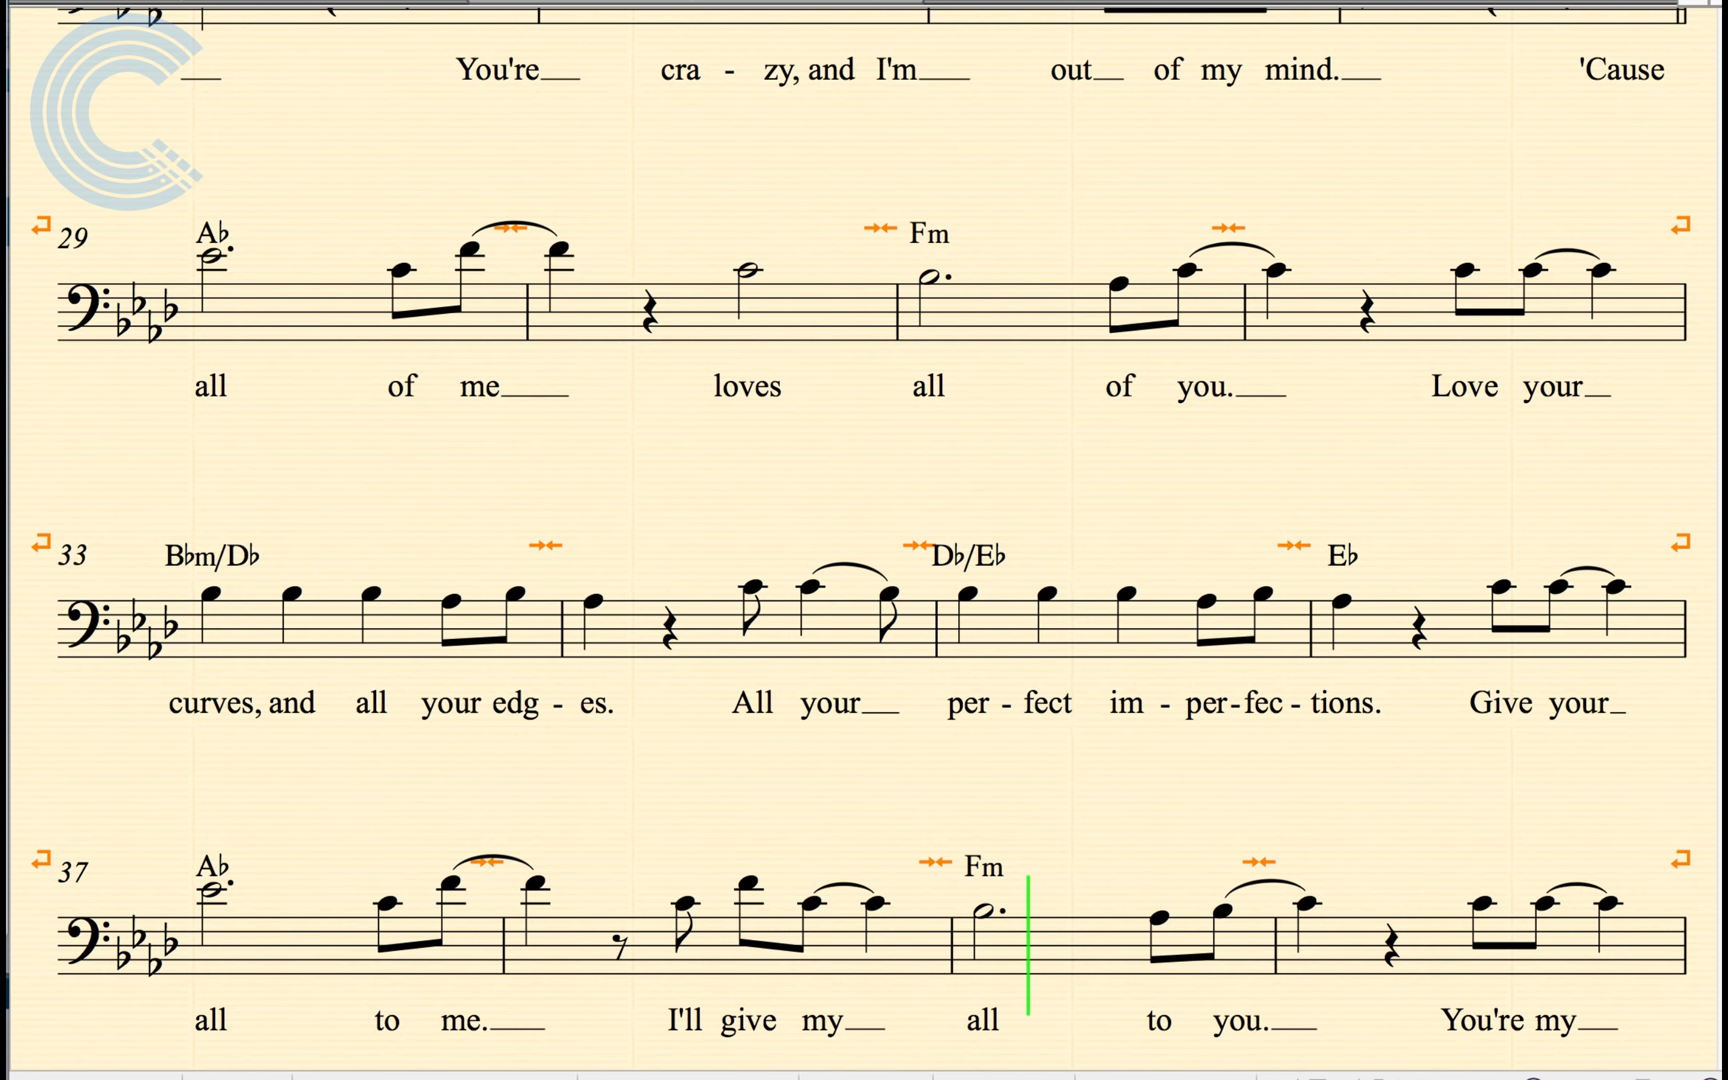 You're__ cra - zy, and I'm__ out__ of my mind.__ 'Cause
29 A♭ Fm
all of me__ loves all of you.__ Love your__
33 B♭m/D♭ D♭/E♭ E♭
curves, and all your edg - es. All your__ per - fect im - per - fec - tions. Give your__
37 A♭ Fm
all to me.__ I'll give my__ all to you.__ You're my__